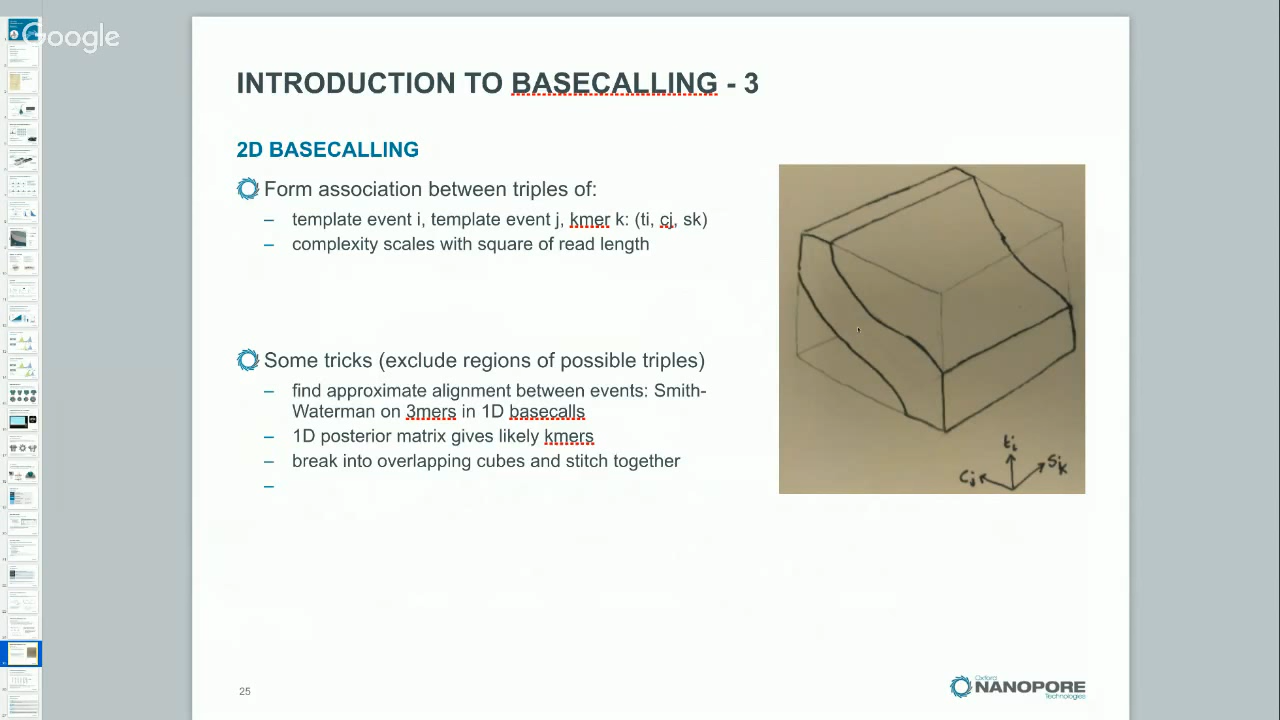 Google
INTRODUCTION TO BASECALLING - 3
2D BASECALLING
Form association between triples of:
– template event i, template event j, kmer k: (ti, cj, sk)
– complexity scales with square of read length
Some tricks (exclude regions of possible triples)
– find approximate alignment between events: Smith-
Waterman on 3mers in 1D basecalls
– 1D posterior matrix gives likely kmers
– break into overlapping cubes and stitch together
–
ti
cj
sk
25
Oxford
NANOPORE
Technologies